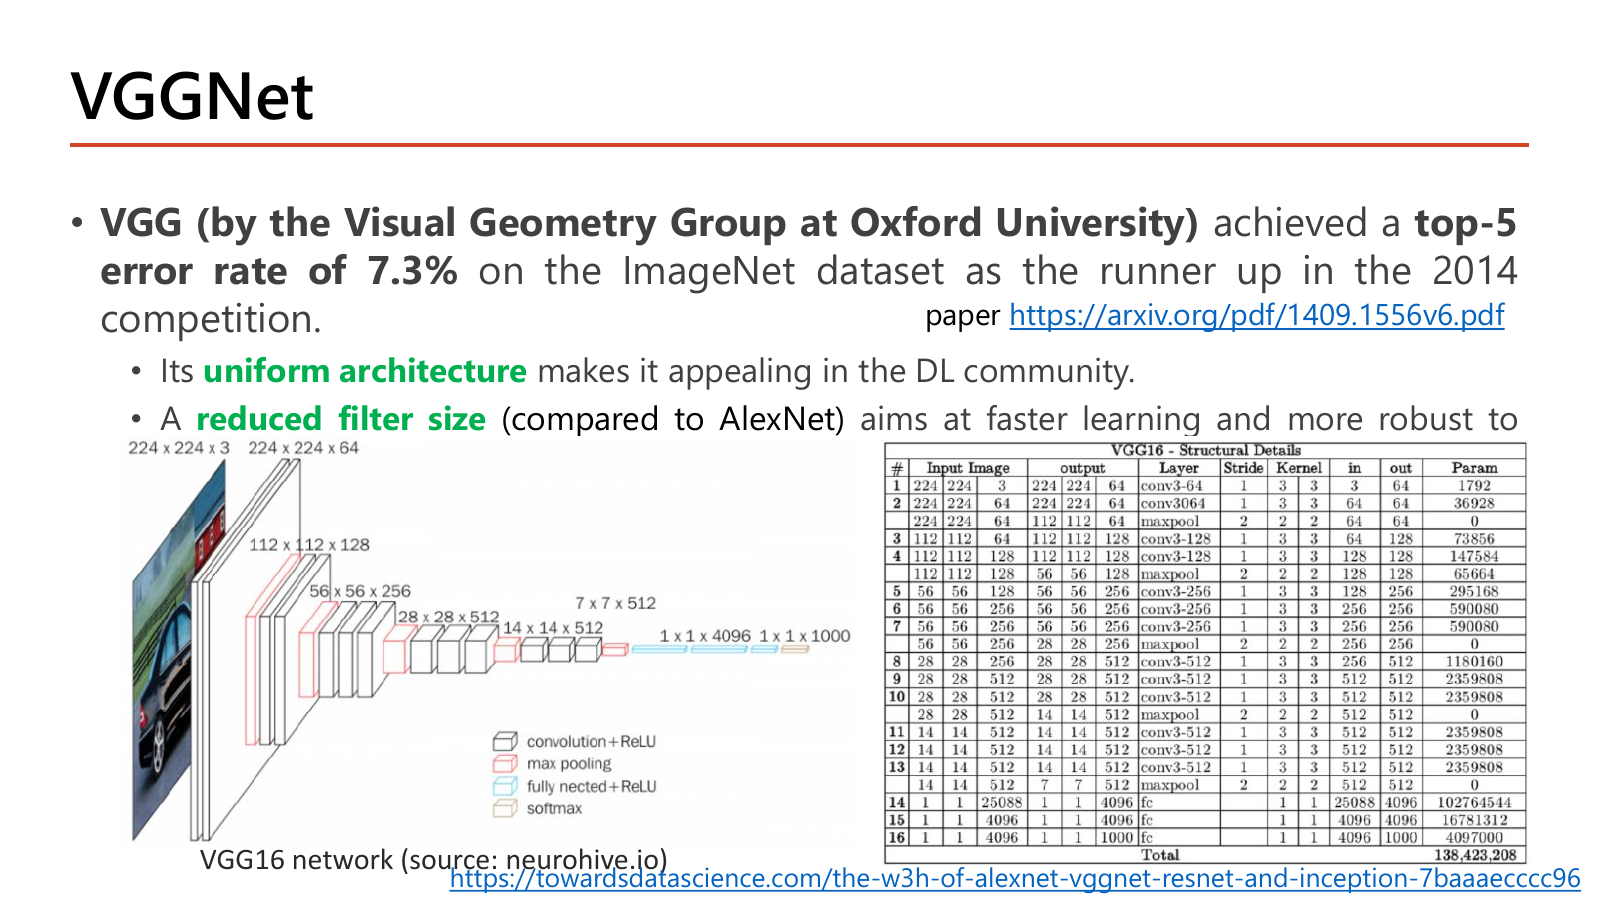 VGGNet
• VGG (by the Visual Geometry Group at Oxford University) achieved a top-5
error rate of 7.3% on the ImageNet dataset as the runner up in the 2014
competition.
paper https://arxiv.org/pdf/1409.1556v6.pdf
• Its uniform architecture makes it appealing in the DL community.
• A reduced filter size (compared to AlexNet) aims at faster learning and more robust to
224 x 224 x 3 224 x 224 x 64
112 x 112 x 128
56 x 56 x 256
28 x 28 x 512
14 x 14 x 512
7 x 7 x 512
1 x 1 x 4096 1 x 1 x 1000
convolution+ReLU
max pooling
fully nected+ReLU
softmax
VGG16 network (source: neurohive.io)
VGG16 - Structural Details
# Input Image output Layer Stride Kernel in out Param
1 224 224 3 224 224 64 conv3-64 1 3 3 3 64 1792
2 224 224 64 224 224 64 conv3064 1 3 3 64 64 36928
224 224 64 112 112 64 maxpool 2 2 2 64 64 0
3 112 112 64 112 112 128 conv3-128 1 3 3 64 128 73856
4 112 112 128 112 112 128 conv3-128 1 3 3 128 128 147584
112 112 128 56 56 128 maxpool 2 2 2 128 128 65664
5 56 56 128 56 56 256 conv3-256 1 3 3 128 256 295168
6 56 56 256 56 56 256 conv3-256 1 3 3 256 256 590080
7 56 56 256 56 56 256 conv3-256 1 3 3 256 256 590080
56 56 256 28 28 256 maxpool 2 2 2 256 256 0
8 28 28 256 28 28 512 conv3-512 1 3 3 256 512 1180160
9 28 28 512 28 28 512 conv3-512 1 3 3 512 512 2359808
10 28 28 512 28 28 512 conv3-512 1 3 3 512 512 2359808
28 28 512 14 14 512 maxpool 2 2 2 512 512 0
11 14 14 512 14 14 512 conv3-512 1 3 3 512 512 2359808
12 14 14 512 14 14 512 conv3-512 1 3 3 512 512 2359808
13 14 14 512 14 14 512 conv3-512 1 3 3 512 512 2359808
14 14 512 7 7 512 maxpool 2 2 2 512 512 0
14 1 1 25088 1 1 4096 fc 1 1 25088 4096 102764544
15 1 1 4096 1 1 4096 fc 1 1 4096 4096 16781312
16 1 1 4096 1 1 1000 fc 1 1 4096 1000 4097000
Total 138,423,208
https://towardsdatascience.com/the-w3h-of-alexnet-vggnet-resnet-and-inception-7baaaecccc96